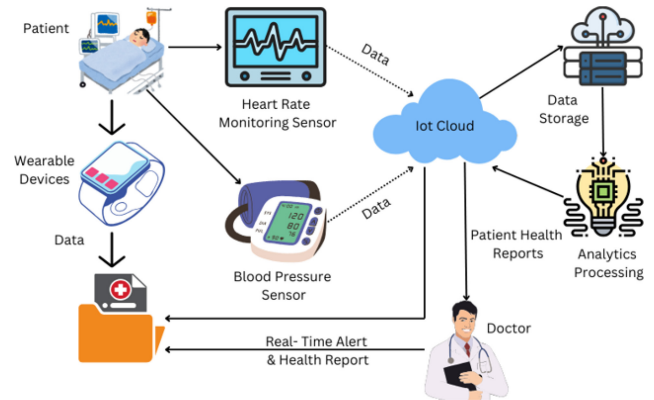 Patient
Data
Heart Rate
Monitoring Sensor
Iot Cloud
Data
Storage
Wearable
Devices
120
80
Data
Data
Patient Health
Reports
Analytics
Processing
Blood Pressure
Sensor
Doctor
Real- Time Alert
& Health Report